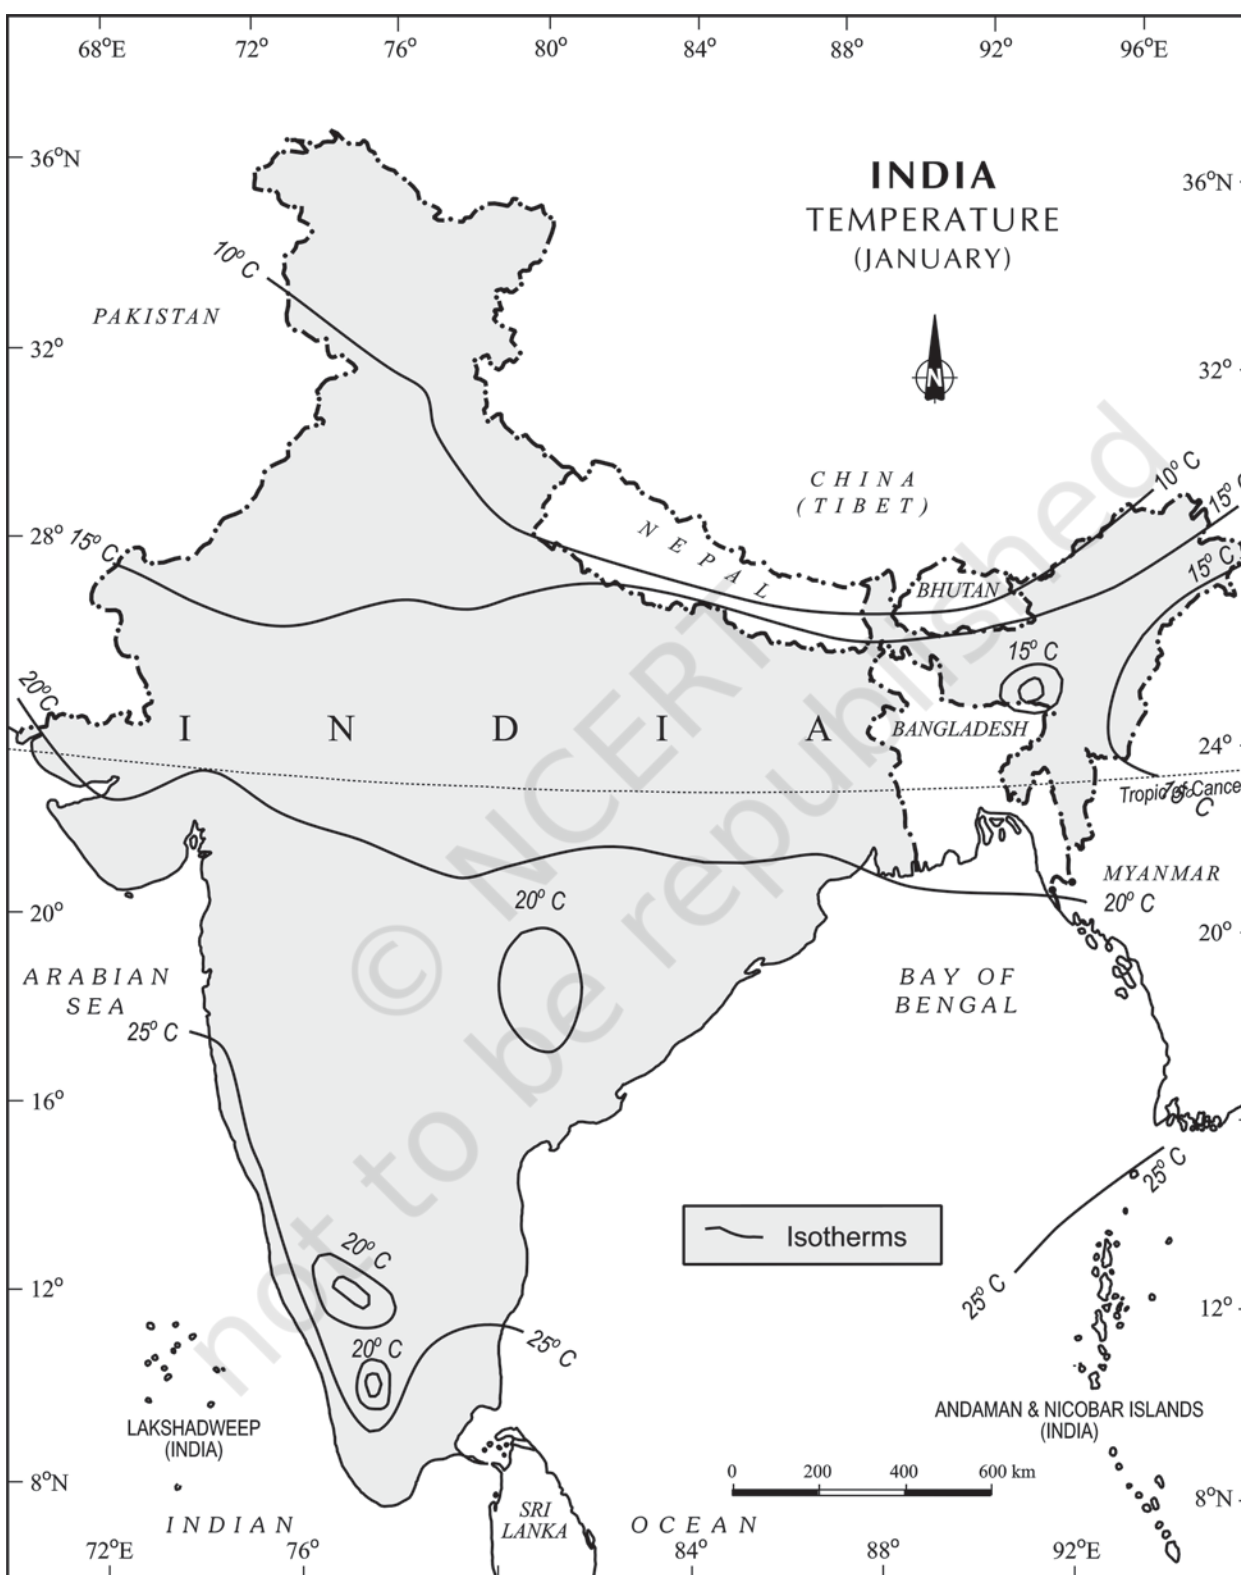 68°E 72° 76° 80° 84° 88° 92° 96°E
36°N
INDIA
36°N
TEMPERATURE
(JANUARY)
10° C
PAKISTAN
32°
N
32°
CHINA
(TIBET)
10° C
15° C
28°
15° C
NEPAL
15° C
BHUTAN
15° C
20° C
INDIA
BANGLADESH
24°
Tropic of Cance
15° C
MYANMAR
20° C
20° C
20°
20°
ARABIAN
SEA
BAY OF
BENGAL
25° C
16°
25° C
Isotherms
20° C
12°
25° C
12°
20° C
25° C
LAKSHADWEEP
(INDIA)
ANDAMAN & NICOBAR ISLANDS
(INDIA)
0 200 400 600 km
8°N
8°N
SRI
LANKA
INDIAN OCEAN
72°E 76° 84° 88° 92°E
© NCERT
not to be republished